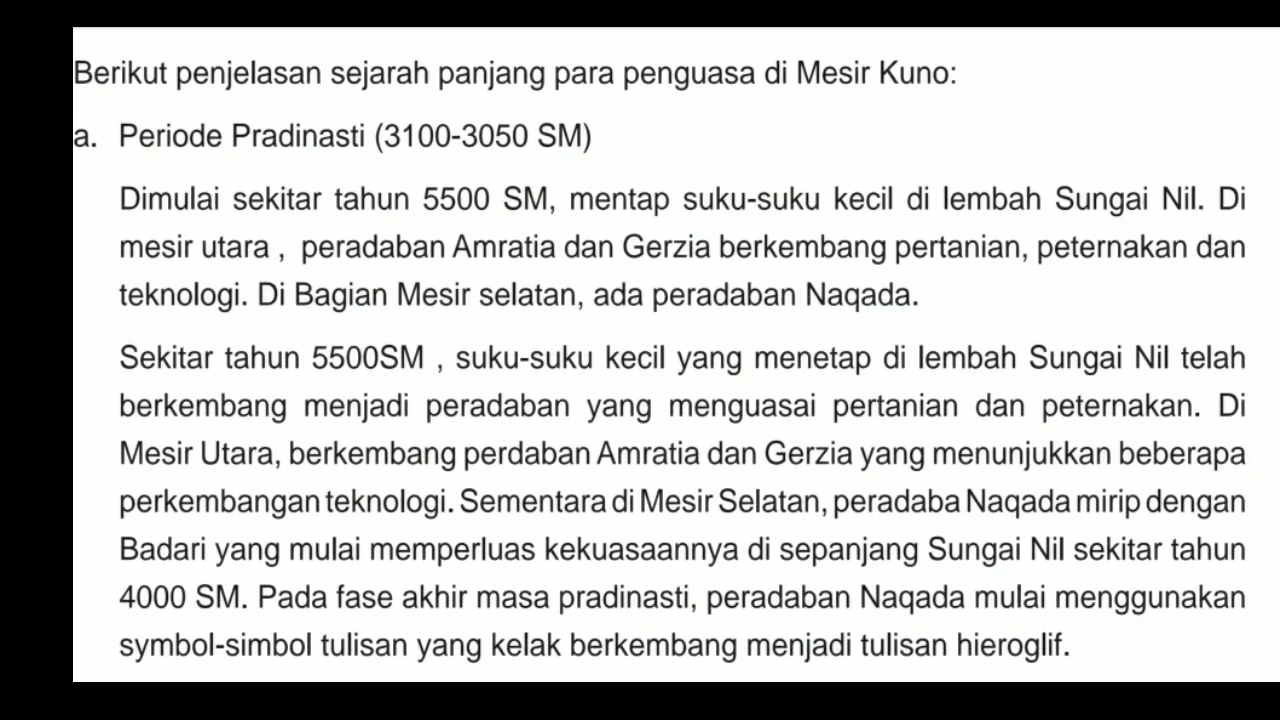 Berikut penjelasan sejarah panjang para penguasa di Mesir Kuno:
a. Periode Pradinasti (3100-3050 SM)
Dimulai sekitar tahun 5500 SM, mentap suku-suku kecil di lembah Sungai Nil. Di
mesir utara , peradaban Amratia dan Gerzia berkembang pertanian, peternakan dan
teknologi. Di Bagian Mesir selatan, ada peradaban Naqada.
Sekitar tahun 5500SM , suku-suku kecil yang menetap di lembah Sungai Nil telah
berkembang menjadi peradaban yang menguasai pertanian dan peternakan. Di
Mesir Utara, berkembang perdaban Amratia dan Gerzia yang menunjukkan beberapa
perkembangan teknologi. Sementara di Mesir Selatan, peradaba Naqada mirip dengan
Badari yang mulai memperluas kekuasaannya di sepanjang Sungai Nil sekitar tahun
4000 SM. Pada fase akhir masa pradinasti, peradaban Naqada mulai menggunakan
symbol-simbol tulisan yang kelak berkembang menjadi tulisan hieroglif.